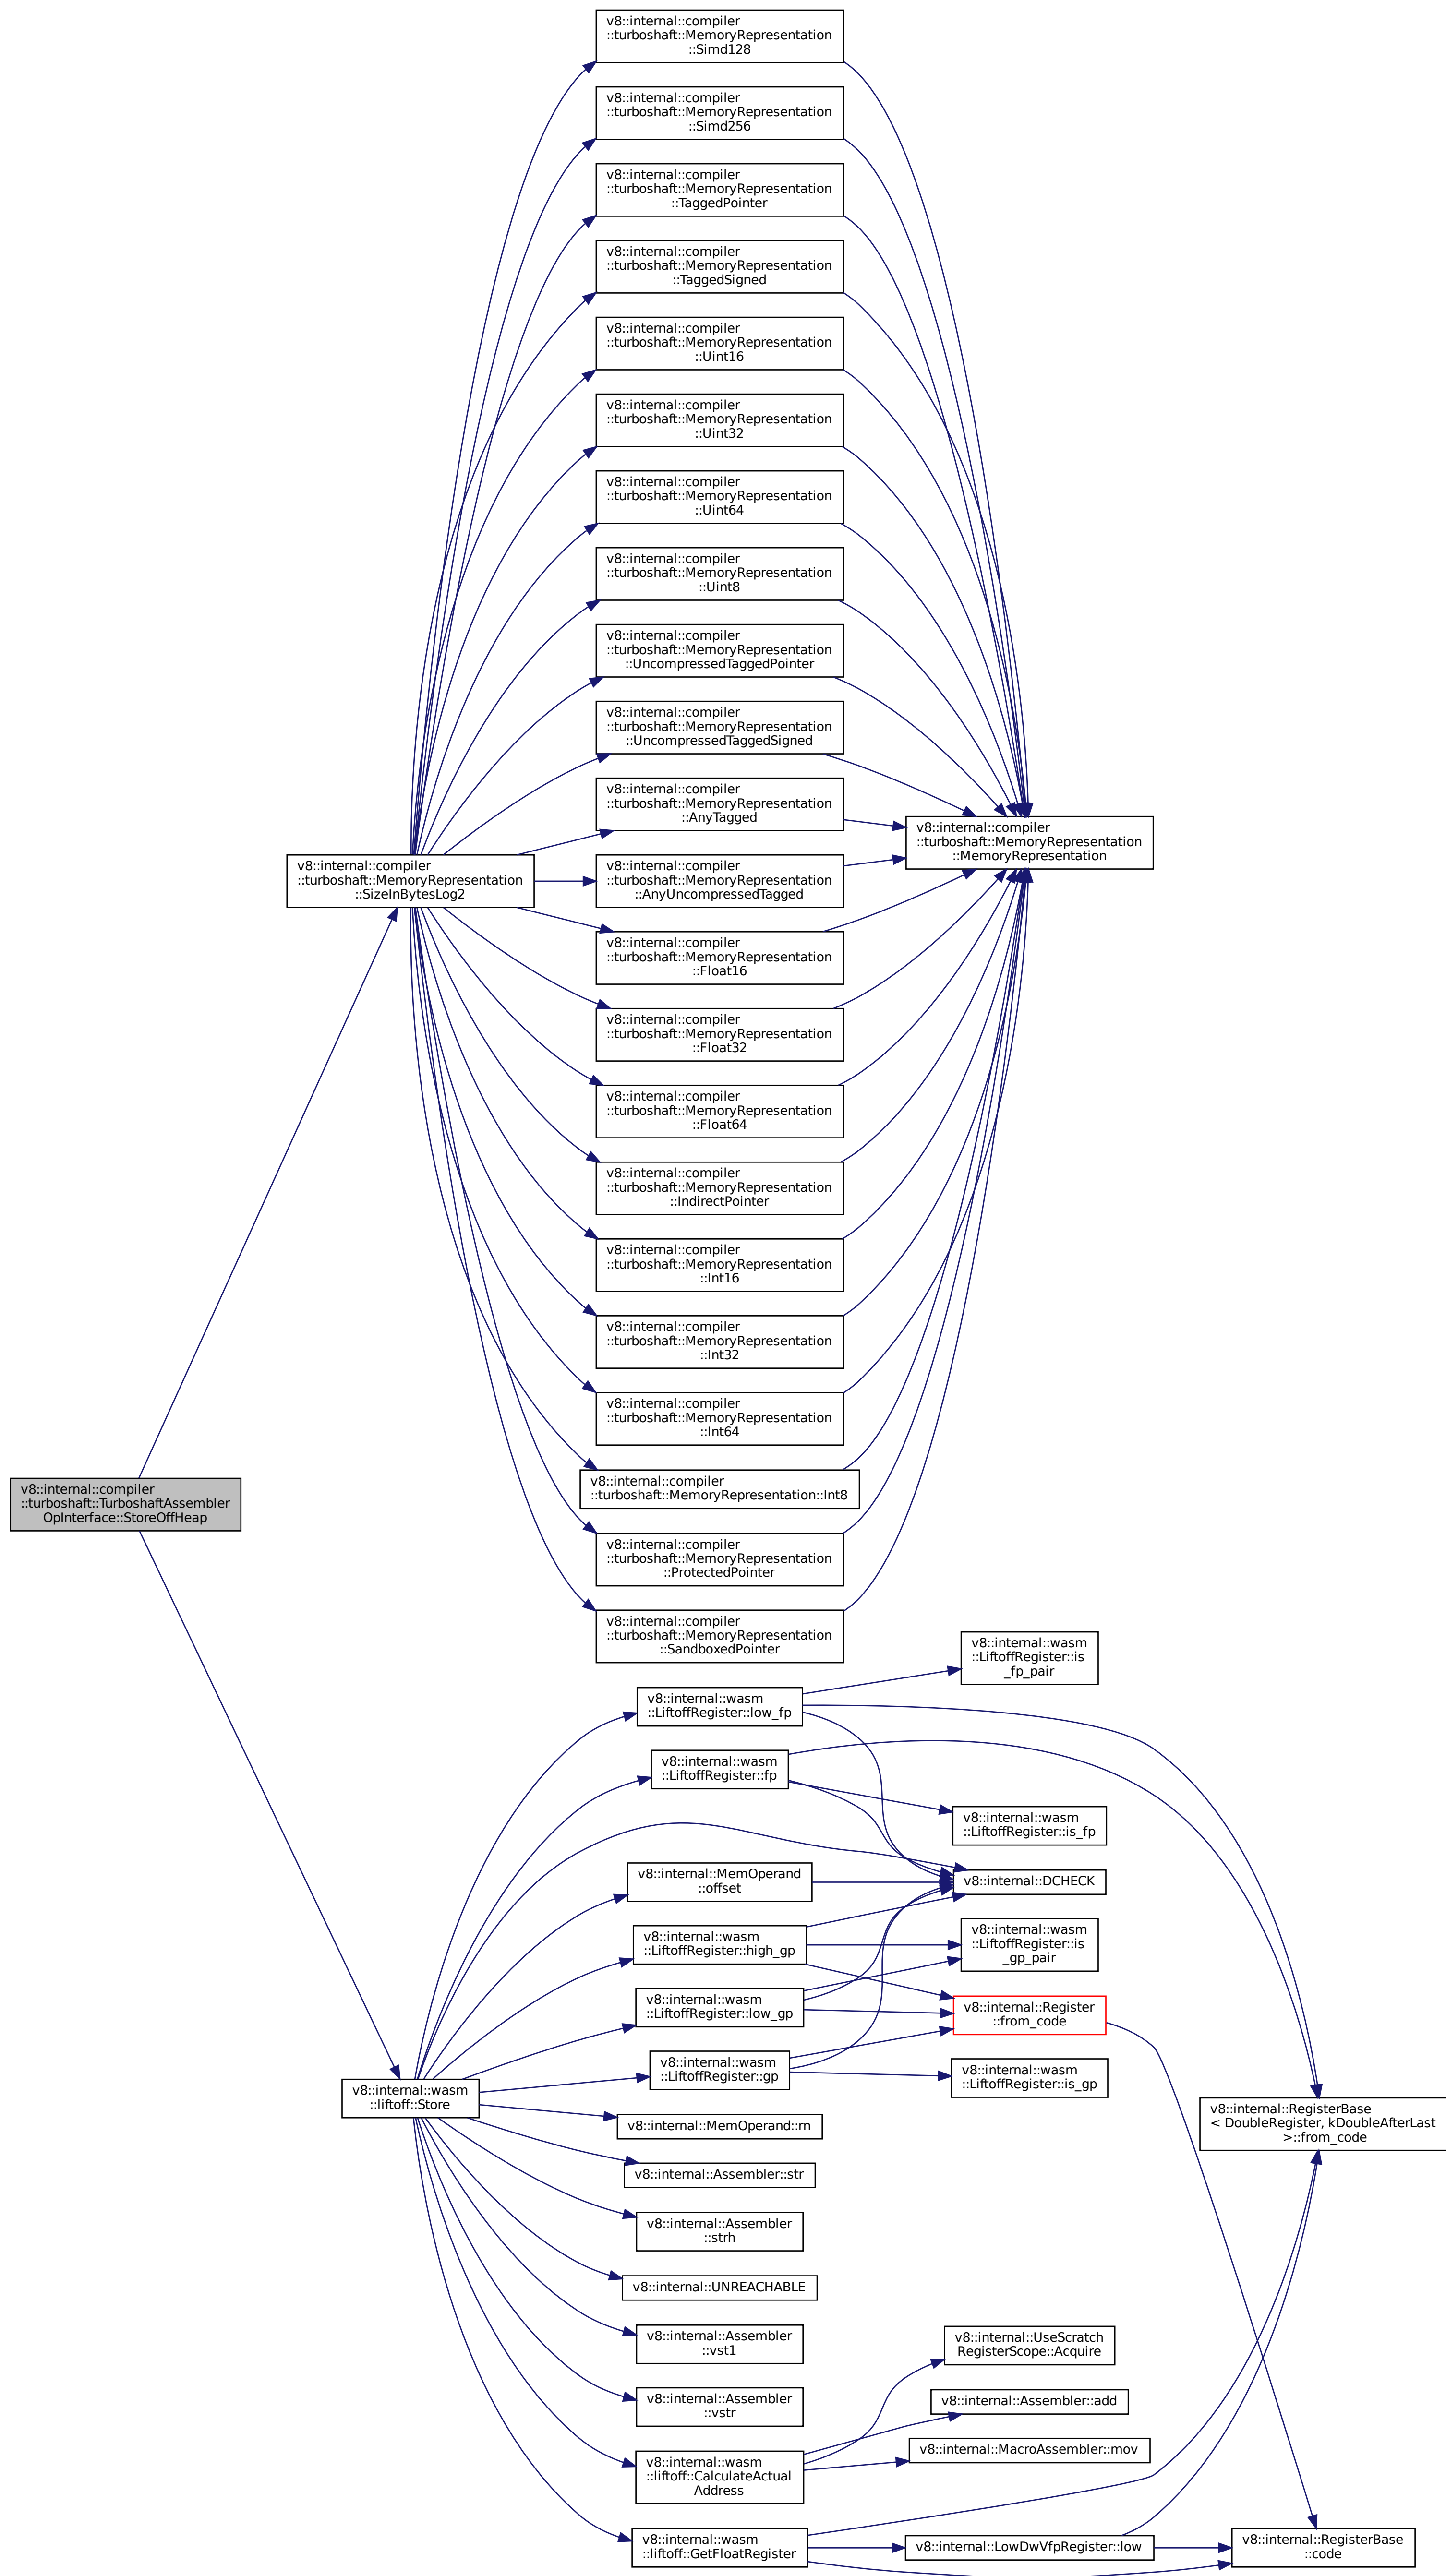 v8::internal::compiler
::turboshaft::MemoryRepresentation
::Simd128
v8::internal::compiler
::turboshaft::MemoryRepresentation
::Simd256
v8::internal::compiler
::turboshaft::MemoryRepresentation
::TaggedPointer
v8::internal::compiler
::turboshaft::MemoryRepresentation
::TaggedSigned
v8::internal::compiler
::turboshaft::MemoryRepresentation
::Uint16
v8::internal::compiler
::turboshaft::MemoryRepresentation
::Uint32
v8::internal::compiler
::turboshaft::MemoryRepresentation
::Uint64
v8::internal::compiler
::turboshaft::MemoryRepresentation
::Uint8
v8::internal::compiler
::turboshaft::MemoryRepresentation
::UncompressedTaggedPointer
v8::internal::compiler
::turboshaft::MemoryRepresentation
::UncompressedTaggedSigned
v8::internal::compiler
::turboshaft::MemoryRepresentation
::AnyTagged
v8::internal::compiler
::turboshaft::MemoryRepresentation
::MemoryRepresentation
v8::internal::compiler
::turboshaft::MemoryRepresentation
::SizeInBytesLog2
v8::internal::compiler
::turboshaft::MemoryRepresentation
::AnyUncompressedTagged
v8::internal::compiler
::turboshaft::MemoryRepresentation
::Float16
v8::internal::compiler
::turboshaft::MemoryRepresentation
::Float32
v8::internal::compiler
::turboshaft::MemoryRepresentation
::Float64
v8::internal::compiler
::turboshaft::MemoryRepresentation
::IndirectPointer
v8::internal::compiler
::turboshaft::MemoryRepresentation
::Int16
v8::internal::compiler
::turboshaft::MemoryRepresentation
::Int32
v8::internal::compiler
::turboshaft::MemoryRepresentation
::Int64
v8::internal::compiler
::turboshaft::MemoryRepresentation::Int8
v8::internal::compiler
::turboshaft::TurboshaftAssembler
OpInterface::StoreOffHeap
v8::internal::compiler
::turboshaft::MemoryRepresentation
::ProtectedPointer
v8::internal::compiler
::turboshaft::MemoryRepresentation
::SandboxedPointer
v8::internal::wasm
::LiftoffRegister::is
_fp_pair
v8::internal::wasm
::LiftoffRegister::low_fp
v8::internal::wasm
::LiftoffRegister::fp
v8::internal::wasm
::LiftoffRegister::is_fp
v8::internal::MemOperand
::offset
v8::internal::DCHECK
v8::internal::wasm
::LiftoffRegister::high_gp
v8::internal::wasm
::LiftoffRegister::is
_gp_pair
v8::internal::wasm
::LiftoffRegister::low_gp
v8::internal::Register
::from_code
v8::internal::wasm
::LiftoffRegister::gp
v8::internal::wasm
::LiftoffRegister::is_gp
v8::internal::wasm
::liftoff::Store
v8::internal::RegisterBase
< DoubleRegister, kDoubleAfterLast
>::from_code
v8::internal::MemOperand::rn
v8::internal::Assembler::str
v8::internal::Assembler
::strh
v8::internal::UNREACHABLE
v8::internal::Assembler
::vst1
v8::internal::UseScratch
RegisterScope::Acquire
v8::internal::Assembler
::vstr
v8::internal::Assembler::add
v8::internal::MacroAssembler::mov
v8::internal::wasm
::liftoff::CalculateActual
Address
v8::internal::wasm
::liftoff::GetFloatRegister
v8::internal::LowDwVfpRegister::low
v8::internal::RegisterBase
::code